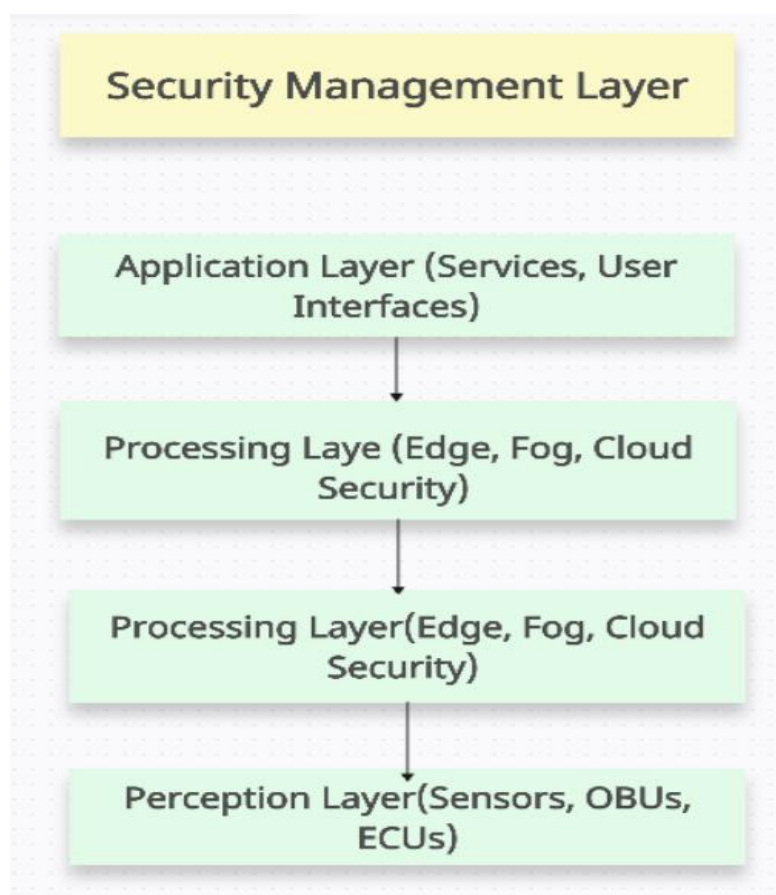 Security Management Layer
Application Layer (Services, User
Interfaces)
Processing Laye (Edge, Fog, Cloud
Security)
Processing Layer(Edge, Fog, Cloud
Security)
Perception Layer(Sensors, OBUs,
ECUs)